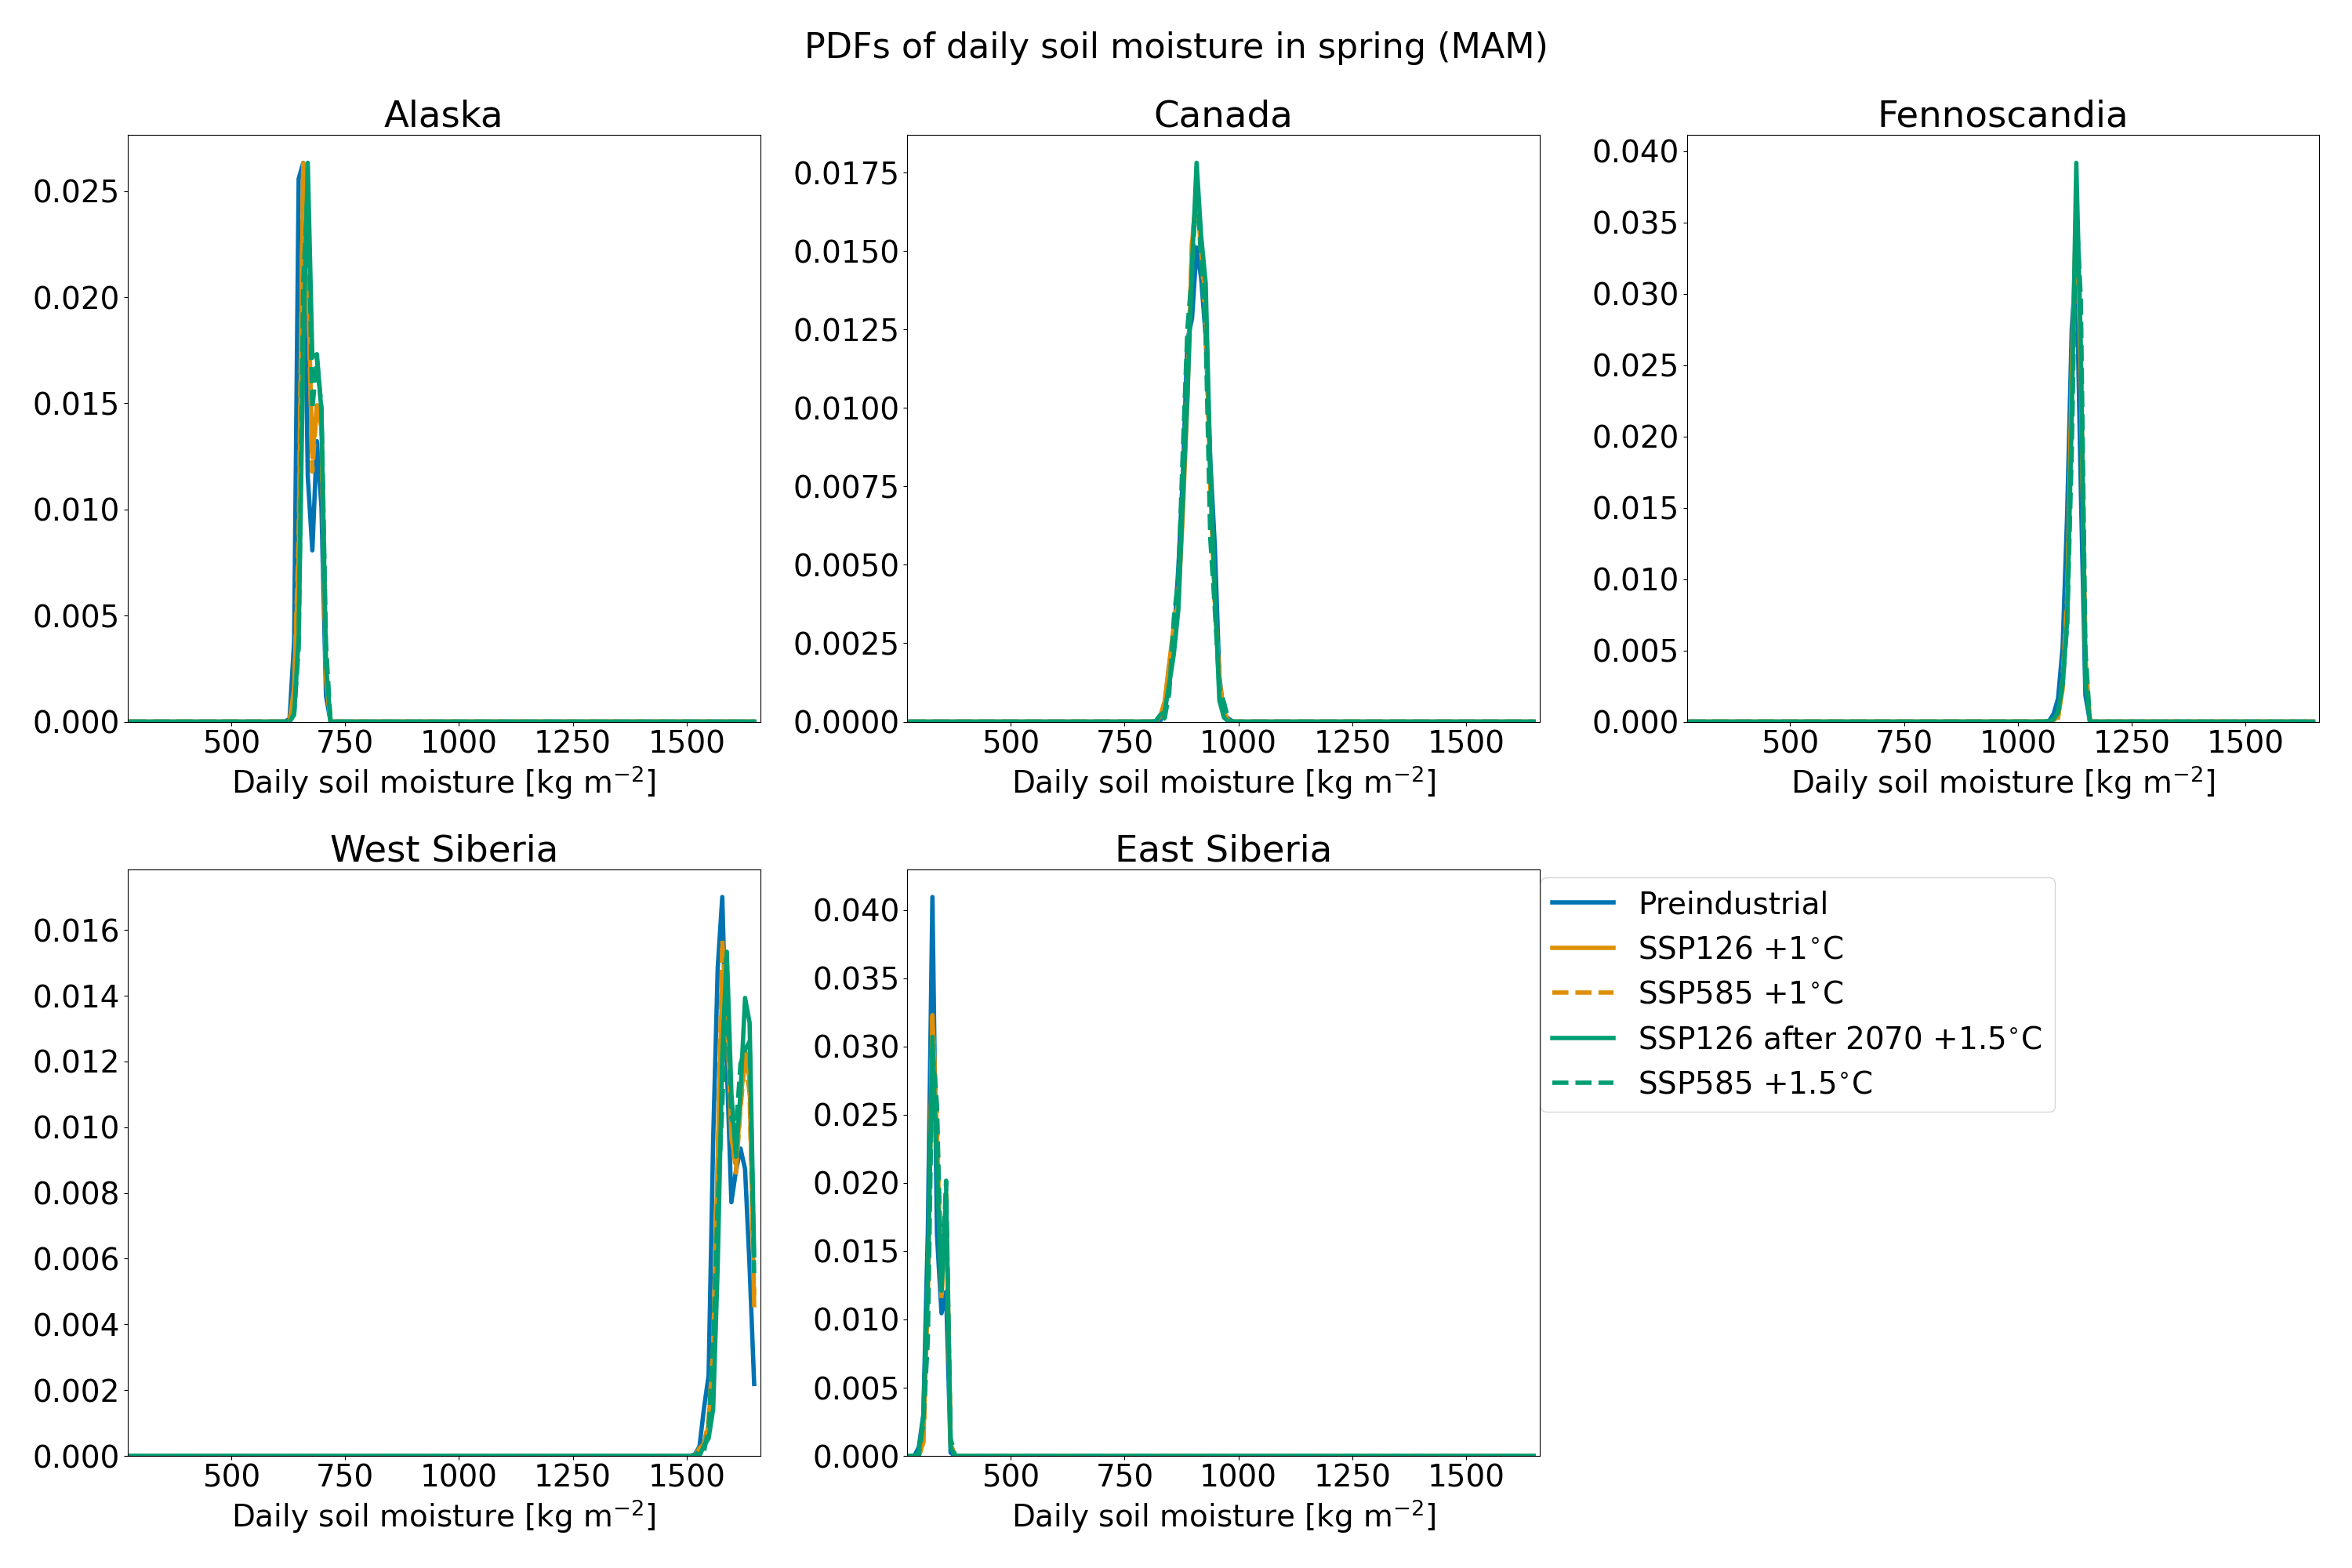 PDFs of daily soil moisture in spring (MAM)
Alaska
0.025
0.020
0.015
0.010
0.005
0.000
500 750 1000 1250 1500
Daily soil moisture [kg m⁻²]
Canada
0.0175
0.0150
0.0125
0.0100
0.0075
0.0050
0.0025
0.0000
500 750 1000 1250 1500
Daily soil moisture [kg m⁻²]
Fennoscandia
0.040
0.035
0.030
0.025
0.020
0.015
0.010
0.005
0.000
500 750 1000 1250 1500
Daily soil moisture [kg m⁻²]
West Siberia
0.016
0.014
0.012
0.010
0.008
0.006
0.004
0.002
0.000
500 750 1000 1250 1500
Daily soil moisture [kg m⁻²]
East Siberia
0.040
0.035
0.030
0.025
0.020
0.015
0.010
0.005
0.000
500 750 1000 1250 1500
Daily soil moisture [kg m⁻²]
Preindustrial
SSP126 +1°C
SSP585 +1°C
SSP126 after 2070 +1.5°C
SSP585 +1.5°C